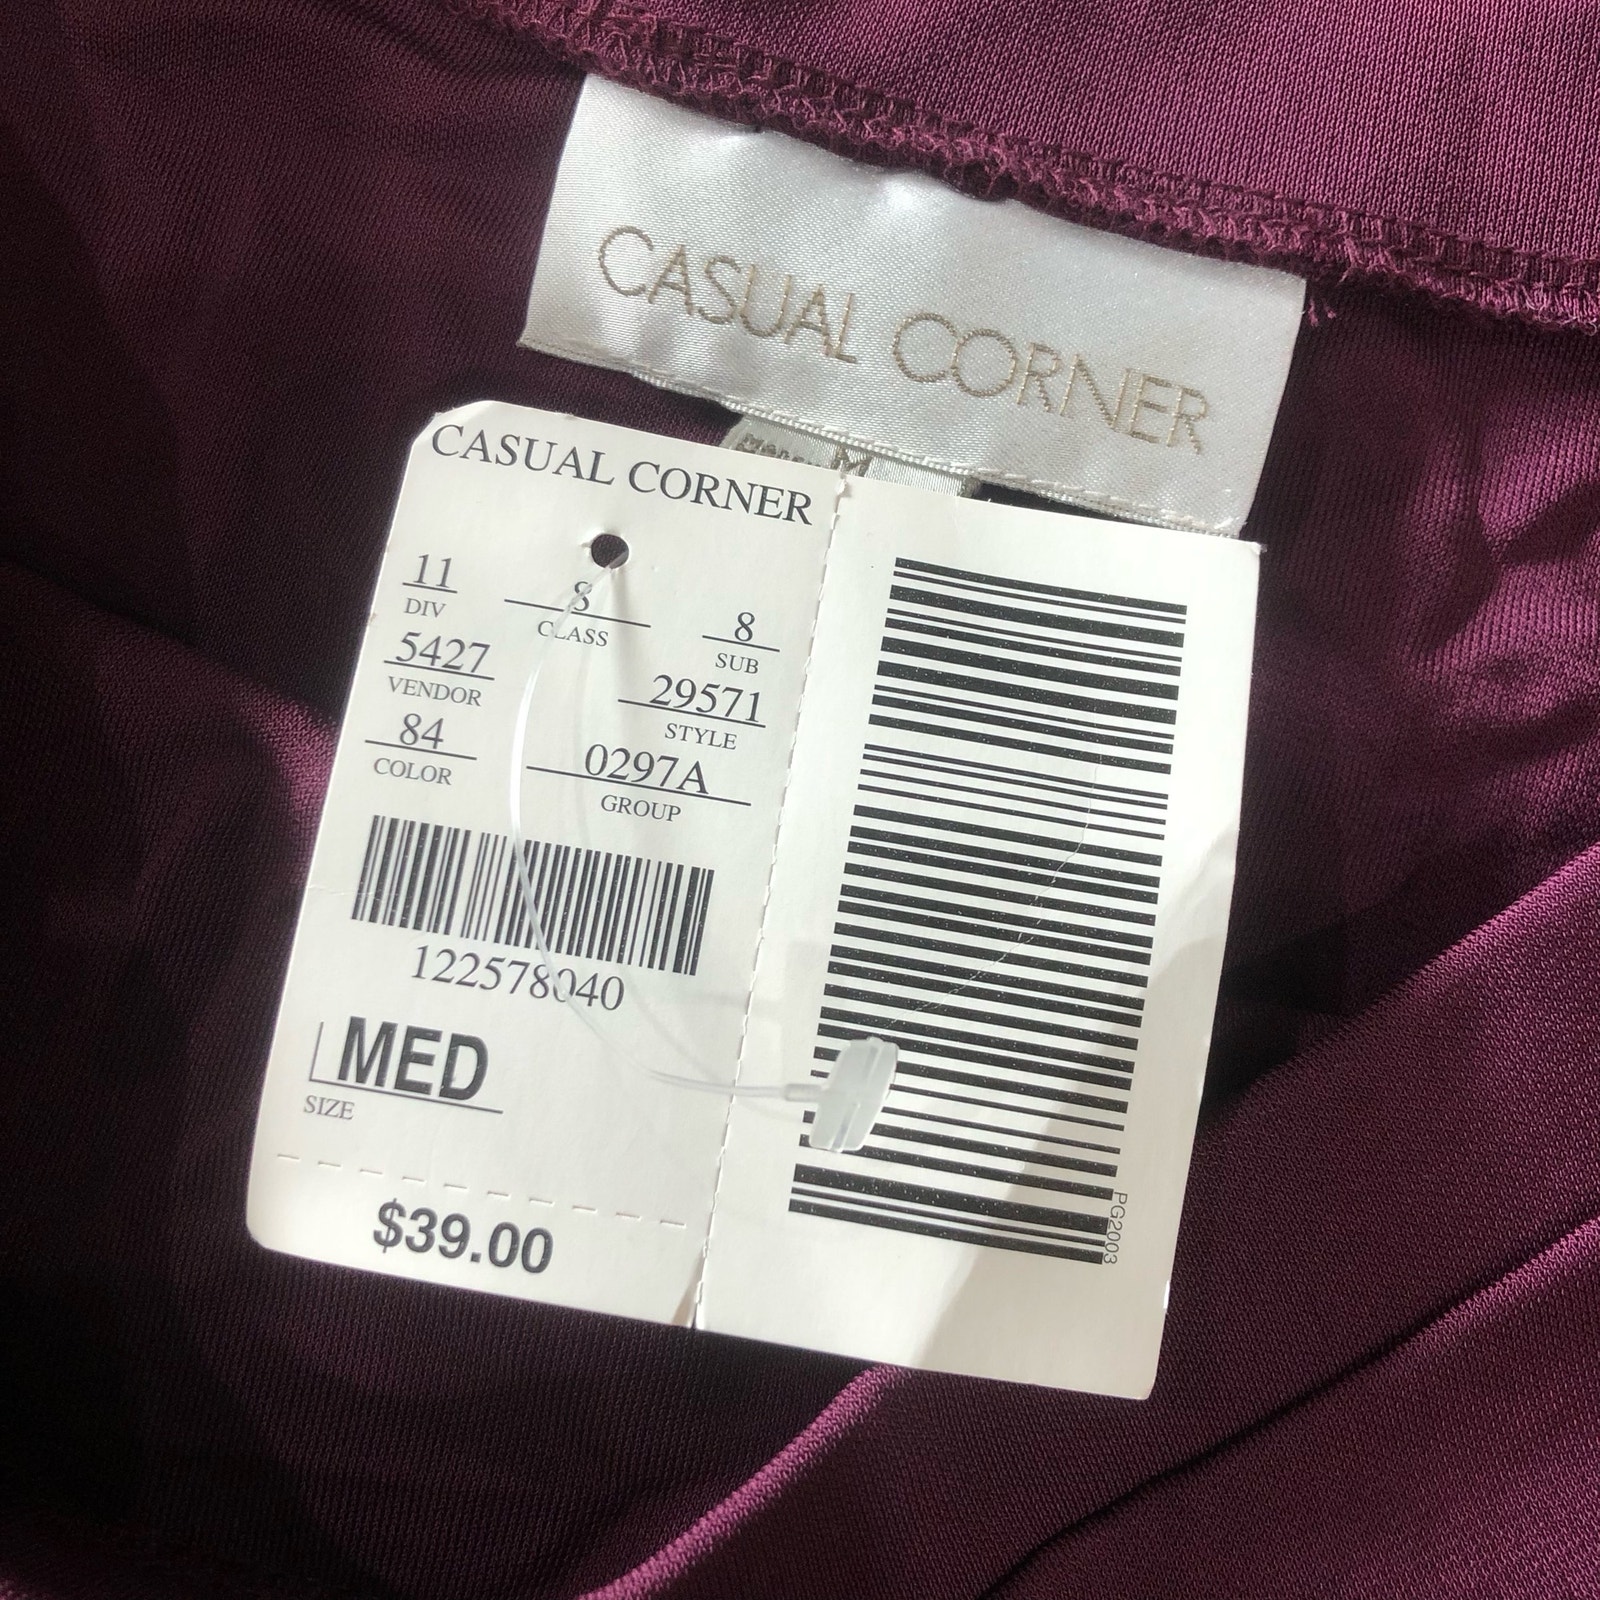 CASUAL CORNER
M
CASUAL CORNER
11 8 8
DIV CLASS SUB
5427 29571
VENDOR STYLE
84 0297A
COLOR GROUP
122578040
MED
SIZE
$39.00
PG2003